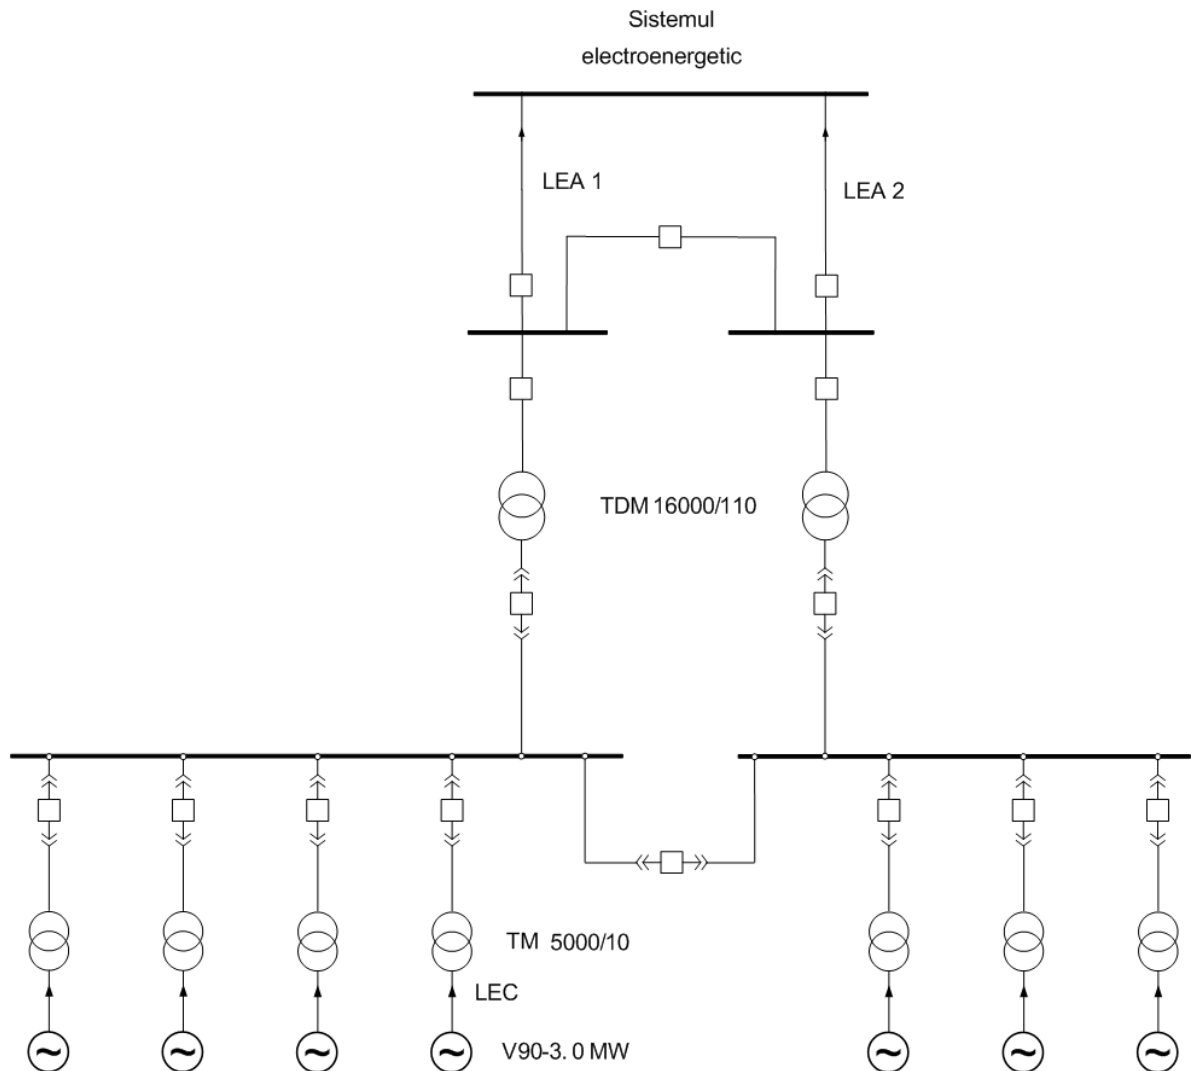 Sistemul
electroenergetic
LEA 1
LEA 2
TDM 16000/110
TM 5000/10
LEC
V90-3. 0 MW